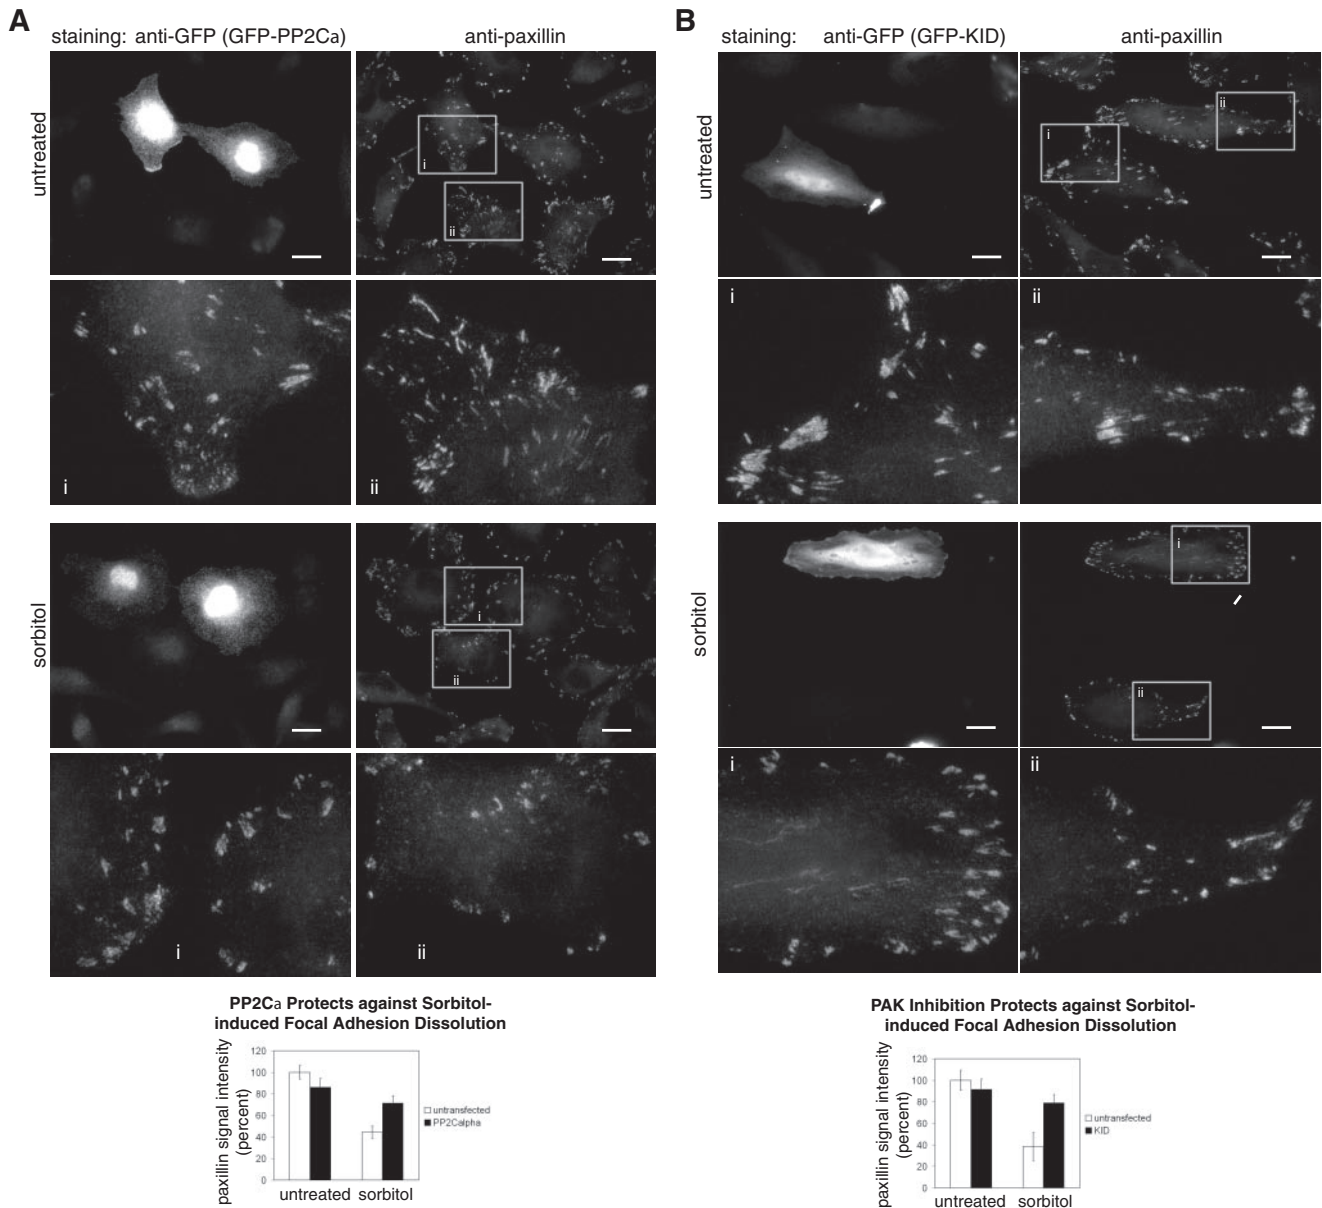 A
staining: anti-GFP (GFP-PP2Ca)
anti-paxillin
untreated
i
ii
i
ii
sorbitol
i
ii
i
ii
PP2Ca Protects against Sorbitol-
induced Focal Adhesion Dissolution
paxillin signal intensity
(percent)
120
100
80
60
40
20
0
untransfected
PP2Calpha
untreated
sorbitol
B
staining: anti-GFP (GFP-KID)
anti-paxillin
untreated
i
ii
i
ii
sorbitol
i
ii
i
ii
PAK Inhibition Protects against Sorbitol-
induced Focal Adhesion Dissolution
paxillin signal intensity
(percent)
120
100
80
60
40
20
0
untransfected
KID
untreated
sorbitol